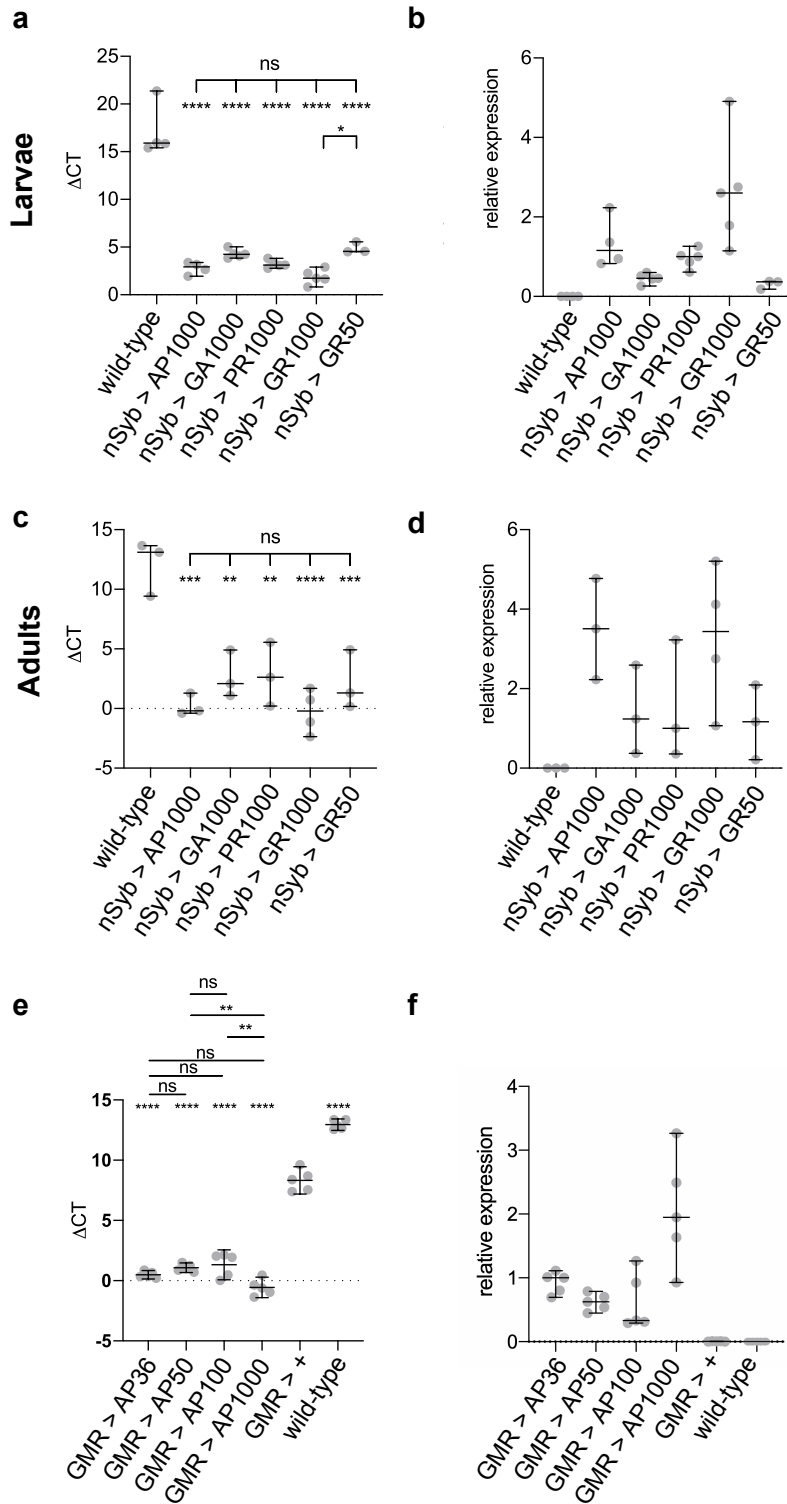 a
Larvae
ΔCT
25
20
15
10
5
0
ns
**** **** **** **** ****
*
wild-type
nSyb > AP1000
nSyb > GA1000
nSyb > PR1000
nSyb > GR1000
nSyb > GR50
b
relative expression
6
4
2
0
wild-type
nSyb > AP1000
nSyb > GA1000
nSyb > PR1000
nSyb > GR1000
nSyb > GR50
c
Adults
ΔCT
15
10
5
0
-5
ns
*** ** ** **** ***
wild-type
nSyb > AP1000
nSyb > GA1000
nSyb > PR1000
nSyb > GR1000
nSyb > GR50
d
relative expression
6
4
2
0
wild-type
nSyb > AP1000
nSyb > GA1000
nSyb > PR1000
nSyb > GR1000
nSyb > GR50
e
ns
**
**
ns
ns
ns
**** **** **** **** ****
ΔCT
15
10
5
0
-5
GMR > AP36
GMR > AP50
GMR > AP100
GMR > AP1000
GMR > +
wild-type
f
relative expression
4
3
2
1
0
GMR > AP36
GMR > AP50
GMR > AP100
GMR > AP1000
GMR > +
wild-type